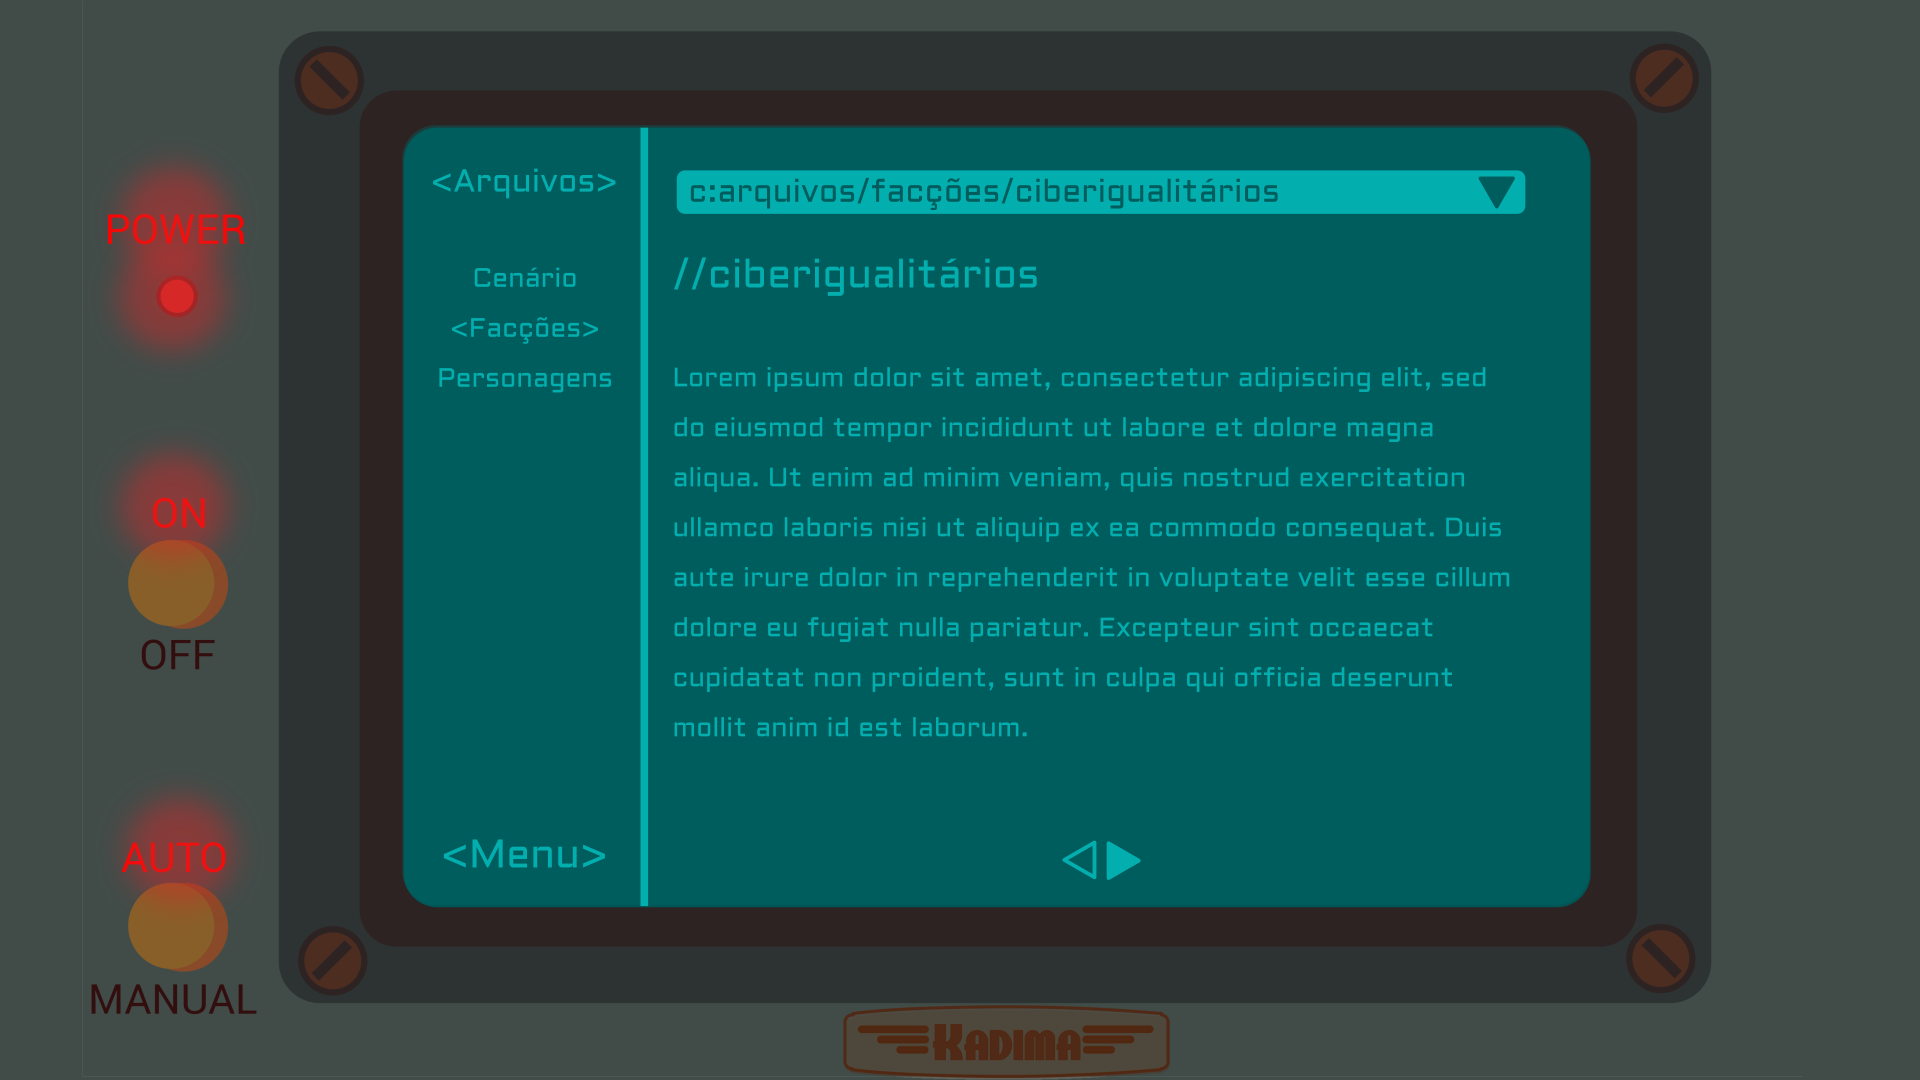 POWER
ON
OFF
AUTO
MANUAL
<Arquivos>
Cenário
<Facções>
Personagens
<Menu>
c:arquivos/facções/ciberigualitários
//ciberigualitários
Lorem ipsum dolor sit amet, consectetur adipiscing elit, sed
do eiusmod tempor incididunt ut labore et dolore magna
aliqua. Ut enim ad minim veniam, quis nostrud exercitation
ullamco laboris nisi ut aliquip ex ea commodo consequat. Duis
aute irure dolor in reprehenderit in voluptate velit esse cillum
dolore eu fugiat nulla pariatur. Excepteur sint occaecat
cupidatat non proident, sunt in culpa qui officia deserunt
mollit anim id est laborum.
KADIMA